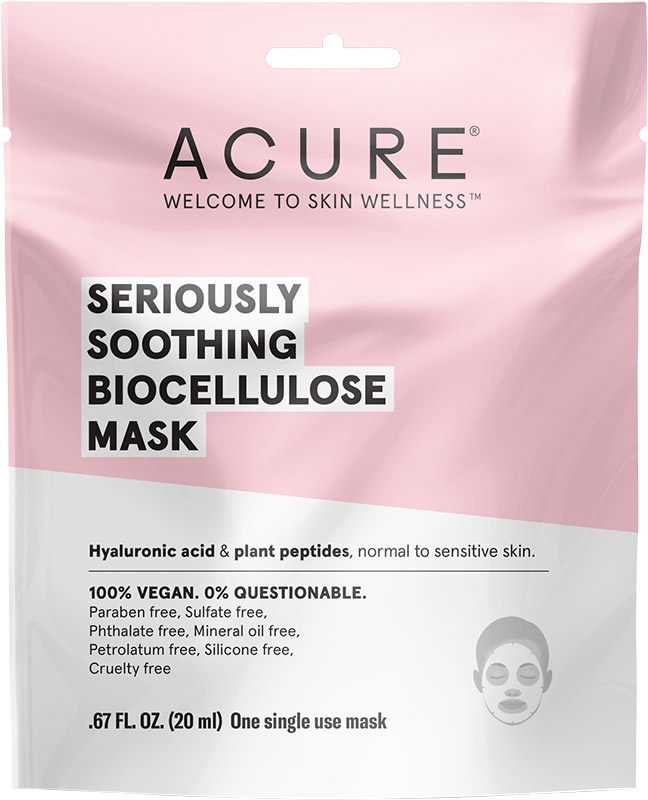 ACURE®
WELCOME TO SKIN WELLNESS™
SERIOUSLY
SOOTHING
BIOCELLULOSE
MASK
Hyaluronic acid & plant peptides, normal to sensitive skin.
100% VEGAN. 0% QUESTIONABLE.
Paraben free, Sulfate free,
Phthalate free, Mineral oil free,
Petrolatum free, Silicone free,
Cruelty free
.67 FL. OZ. (20 ml) One single use mask